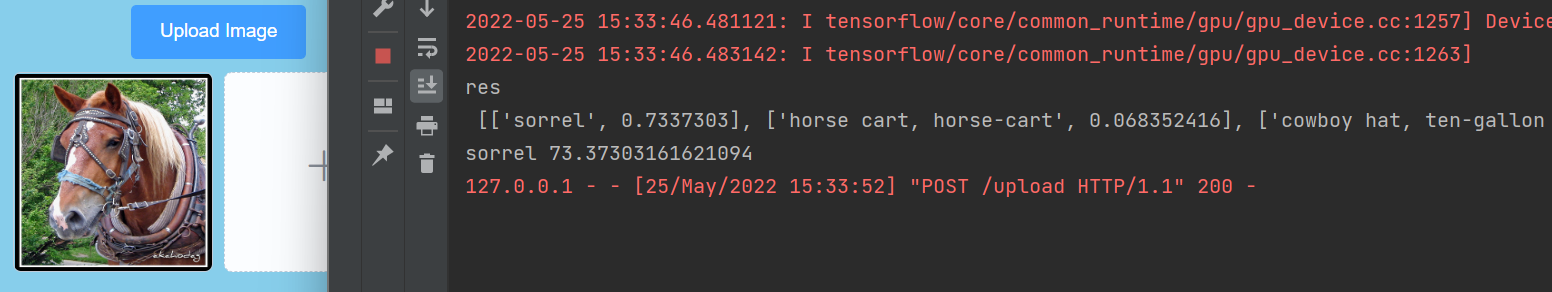 Upload Image
2022-05-25 15:33:46.481121: I tensorflow/core/common_runtime/gpu/gpu_device.cc:1257] Device
2022-05-25 15:33:46.483142: I tensorflow/core/common_runtime/gpu/gpu_device.cc:1263]
res
[['sorrel', 0.7337303], ['horse cart, horse-cart', 0.068352416], ['cowboy hat, ten-gallon
sorrel 73.37303161621094
127.0.0.1 - - [25/May/2022 15:33:52] "POST /upload HTTP/1.1" 200 -